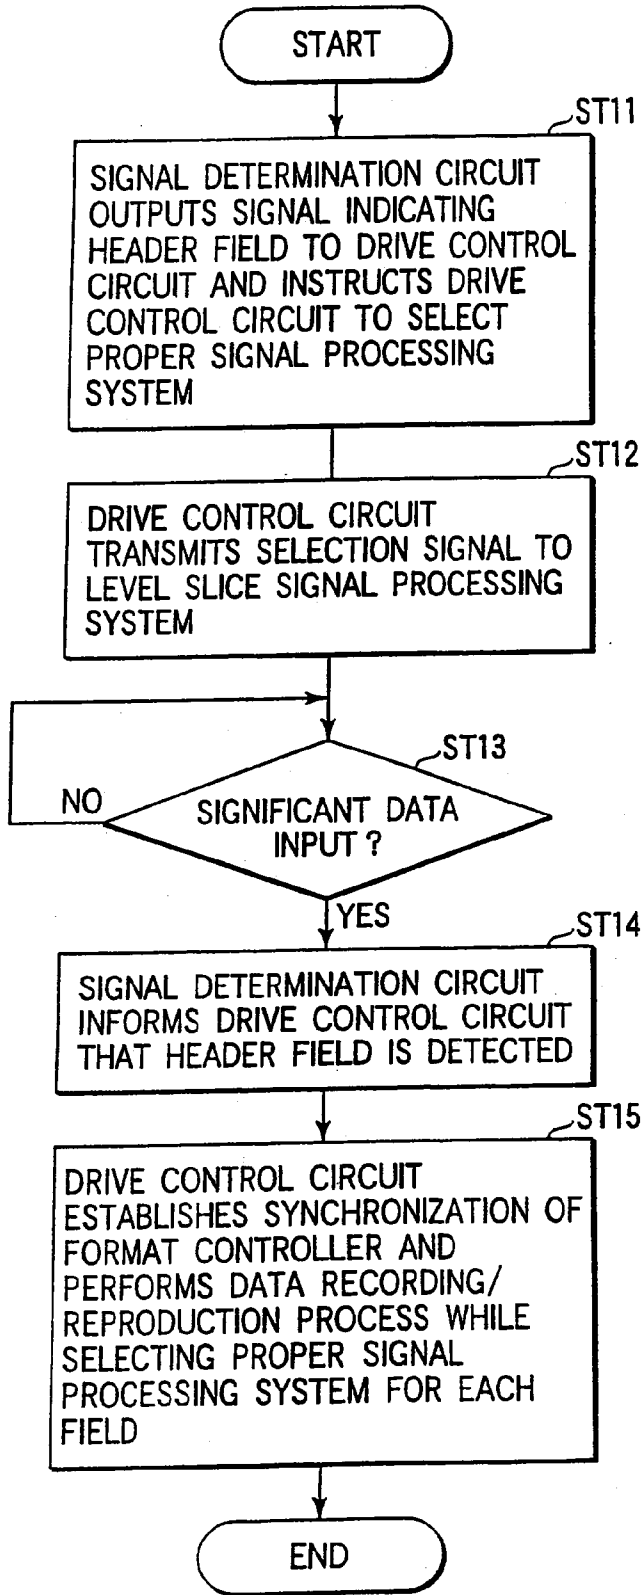 START
ST11
SIGNAL DETERMINATION CIRCUIT
OUTPUTS SIGNAL INDICATING
HEADER FIELD TO DRIVE CONTROL
CIRCUIT AND INSTRUCTS DRIVE
CONTROL CIRCUIT TO SELECT
PROPER SIGNAL PROCESSING
SYSTEM
ST12
DRIVE CONTROL CIRCUIT
TRANSMITS SELECTION SIGNAL TO
LEVEL SLICE SIGNAL PROCESSING
SYSTEM
ST13
NO
SIGNIFICANT DATA
INPUT?
YES
ST14
SIGNAL DETERMINATION CIRCUIT
INFORMS DRIVE CONTROL CIRCUIT
THAT HEADER FIELD IS DETECTED
ST15
DRIVE CONTROL CIRCUIT
ESTABLISHES SYNCHRONIZATION OF
FORMAT CONTROLLER AND
PERFORMS DATA RECORDING/
REPRODUCTION PROCESS WHILE
SELECTING PROPER SIGNAL
PROCESSING SYSTEM FOR EACH
FIELD
END